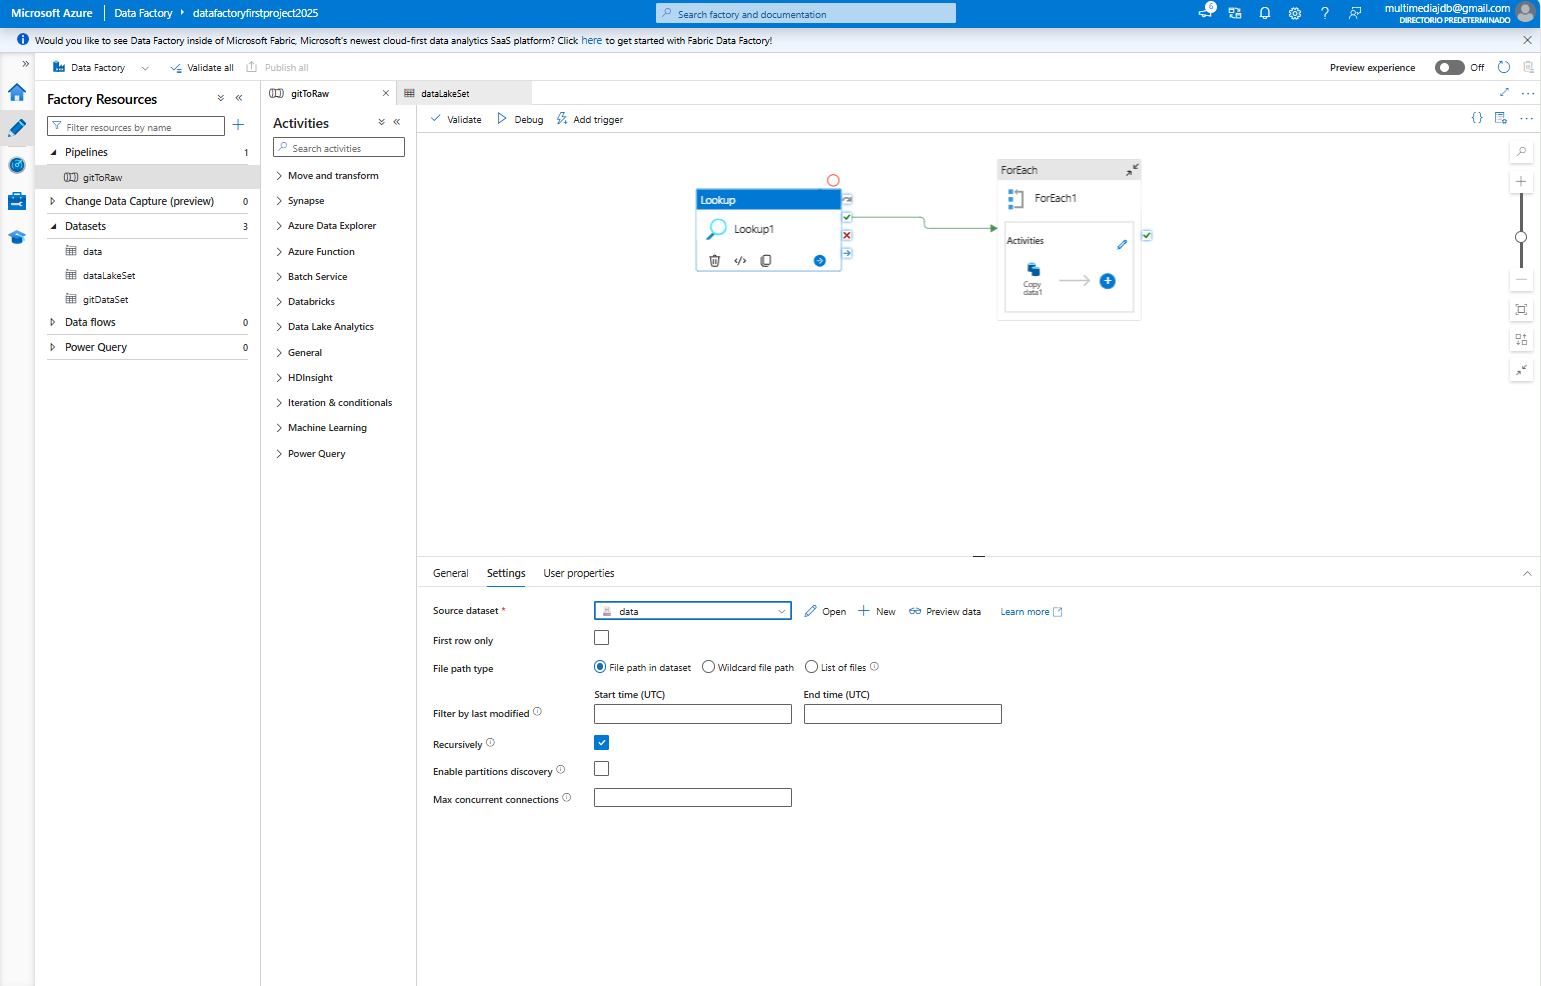 Microsoft Azure
Data Factory
datafactoryfirstproject2025
Search factory and documentation
6
multimediajdb@gmail.com
DIRECTORIO PREDETERMINADO
Would you like to see Data Factory inside of Microsoft Fabric, Microsoft's newest cloud-first data analytics SaaS platform? Click here to get started with Fabric Data Factory!
Data Factory
Validate all
Publish all
Preview experience
Off
Factory Resources
Filter resources by name
Pipelines 1
gitToRaw
Change Data Capture (preview) 0
Datasets 3
data
dataLakeSet
gitDataSet
Data flows 0
Power Query 0
gitToRaw
dataLakeSet
Activities
Search activities
Move and transform
Synapse
Azure Data Explorer
Azure Function
Batch Service
Databricks
Data Lake Analytics
General
HDInsight
Iteration & conditionals
Machine Learning
Power Query
Validate
Debug
Add trigger
Lookup
Lookup1
ForEach
ForEach1
Activities
Copy
data1
General
Settings
User properties
Source dataset *
data
Open
New
Preview data
Learn more
First row only
File path type
File path in dataset
Wildcard file path
List of files
Start time (UTC)
End time (UTC)
Filter by last modified
Recursively
Enable partitions discovery
Max concurrent connections